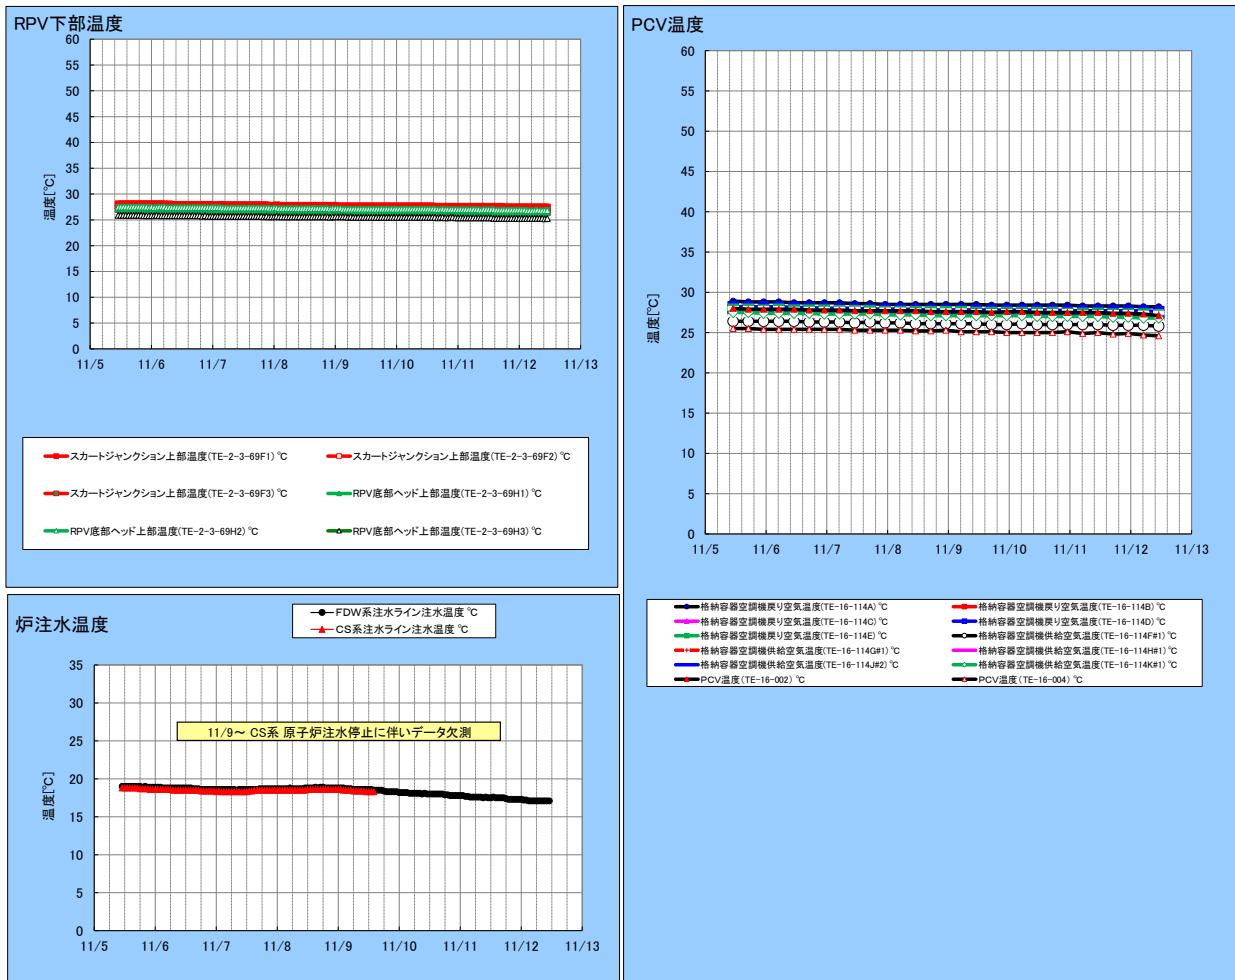 RPV下部温度
60
55
50
45
40
35
30
25
20
15
10
5
0
温度[℃]
11/5 11/6 11/7 11/8 11/9 11/10 11/11 11/12 11/13
スカートジャンクション上部温度(TE-2-3-69F1) ℃ スカートジャンクション上部温度(TE-2-3-69F2) ℃
スカートジャンクション上部温度(TE-2-3-69F3) ℃ RPV底部ヘッド上部温度(TE-2-3-69H1) ℃
RPV底部ヘッド上部温度(TE-2-3-69H2) ℃ RPV底部ヘッド上部温度(TE-2-3-69H3) ℃
炉注水温度
FDW系注水ライン注水温度 ℃
CS系注水ライン注水温度 ℃
35
30
25
20
15
10
5
0
温度[℃]
11/9～ CS系 原子炉注水停止に伴いデータ欠測
11/5 11/6 11/7 11/8 11/9 11/10 11/11 11/12 11/13
PCV温度
60
55
50
45
40
35
30
25
20
15
10
5
0
温度[℃]
11/5 11/6 11/7 11/8 11/9 11/10 11/11 11/12 11/13
格納容器空調機戻り空気温度(TE-16-114A) ℃ 格納容器空調機戻り空気温度(TE-16-114B) ℃
格納容器空調機戻り空気温度(TE-16-114C) ℃ 格納容器空調機戻り空気温度(TE-16-114D) ℃
格納容器空調機戻り空気温度(TE-16-114E) ℃ 格納容器空調機供給空気温度(TE-16-114F#1) ℃
格納容器空調機供給空気温度(TE-16-114G#1) ℃ 格納容器空調機供給空気温度(TE-16-114H#1) ℃
格納容器空調機供給空気温度(TE-16-114J#2) ℃ 格納容器空調機供給空気温度(TE-16-114K#1) ℃
PCV温度(TE-16-002) ℃ PCV温度(TE-16-004) ℃